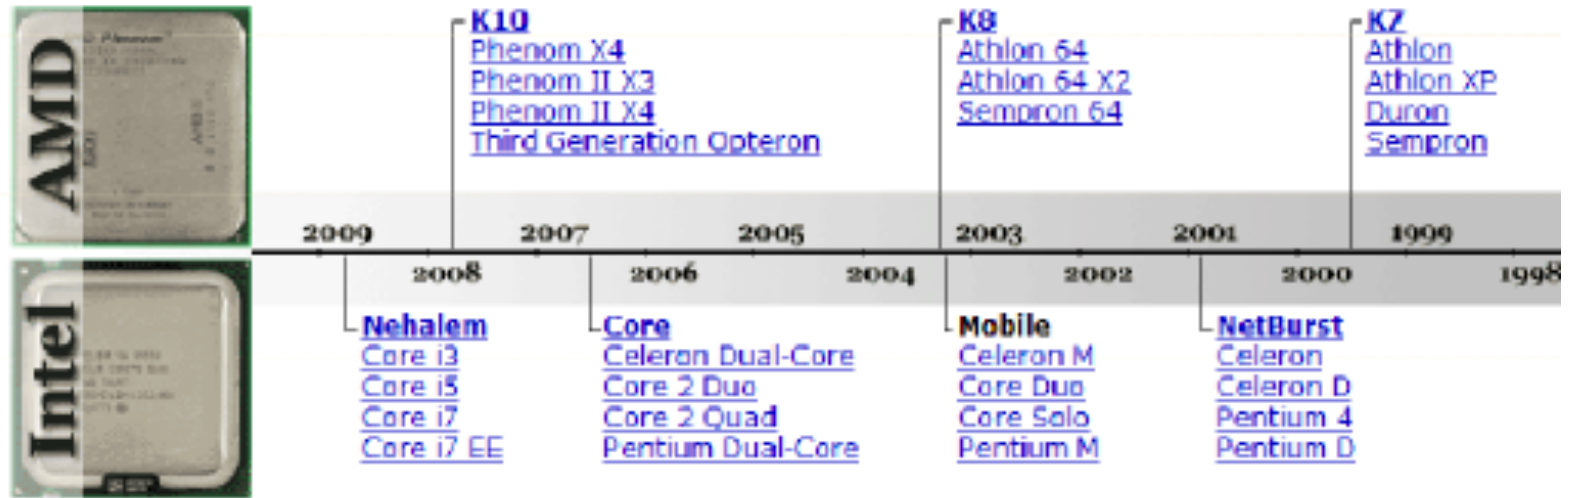 AMD
K10
Phenom X4
Phenom II X3
Phenom II X4
Third Generation Opteron
K8
Athlon 64
Athlon 64 X2
Sempron 64
K7
Athlon
Athlon XP
Duron
Sempron
2009 2007 2005 2003 2001 1999
2008 2006 2004 2002 2000 1998
Intel
Nehalem
Core i3
Core i5
Core i7
Core i7 EE
Core
Celeron Dual-Core
Core 2 Duo
Core 2 Quad
Pentium Dual-Core
Mobile
Celeron M
Core Duo
Core Solo
Pentium M
NetBurst
Celeron
Celeron D
Pentium 4
Pentium D